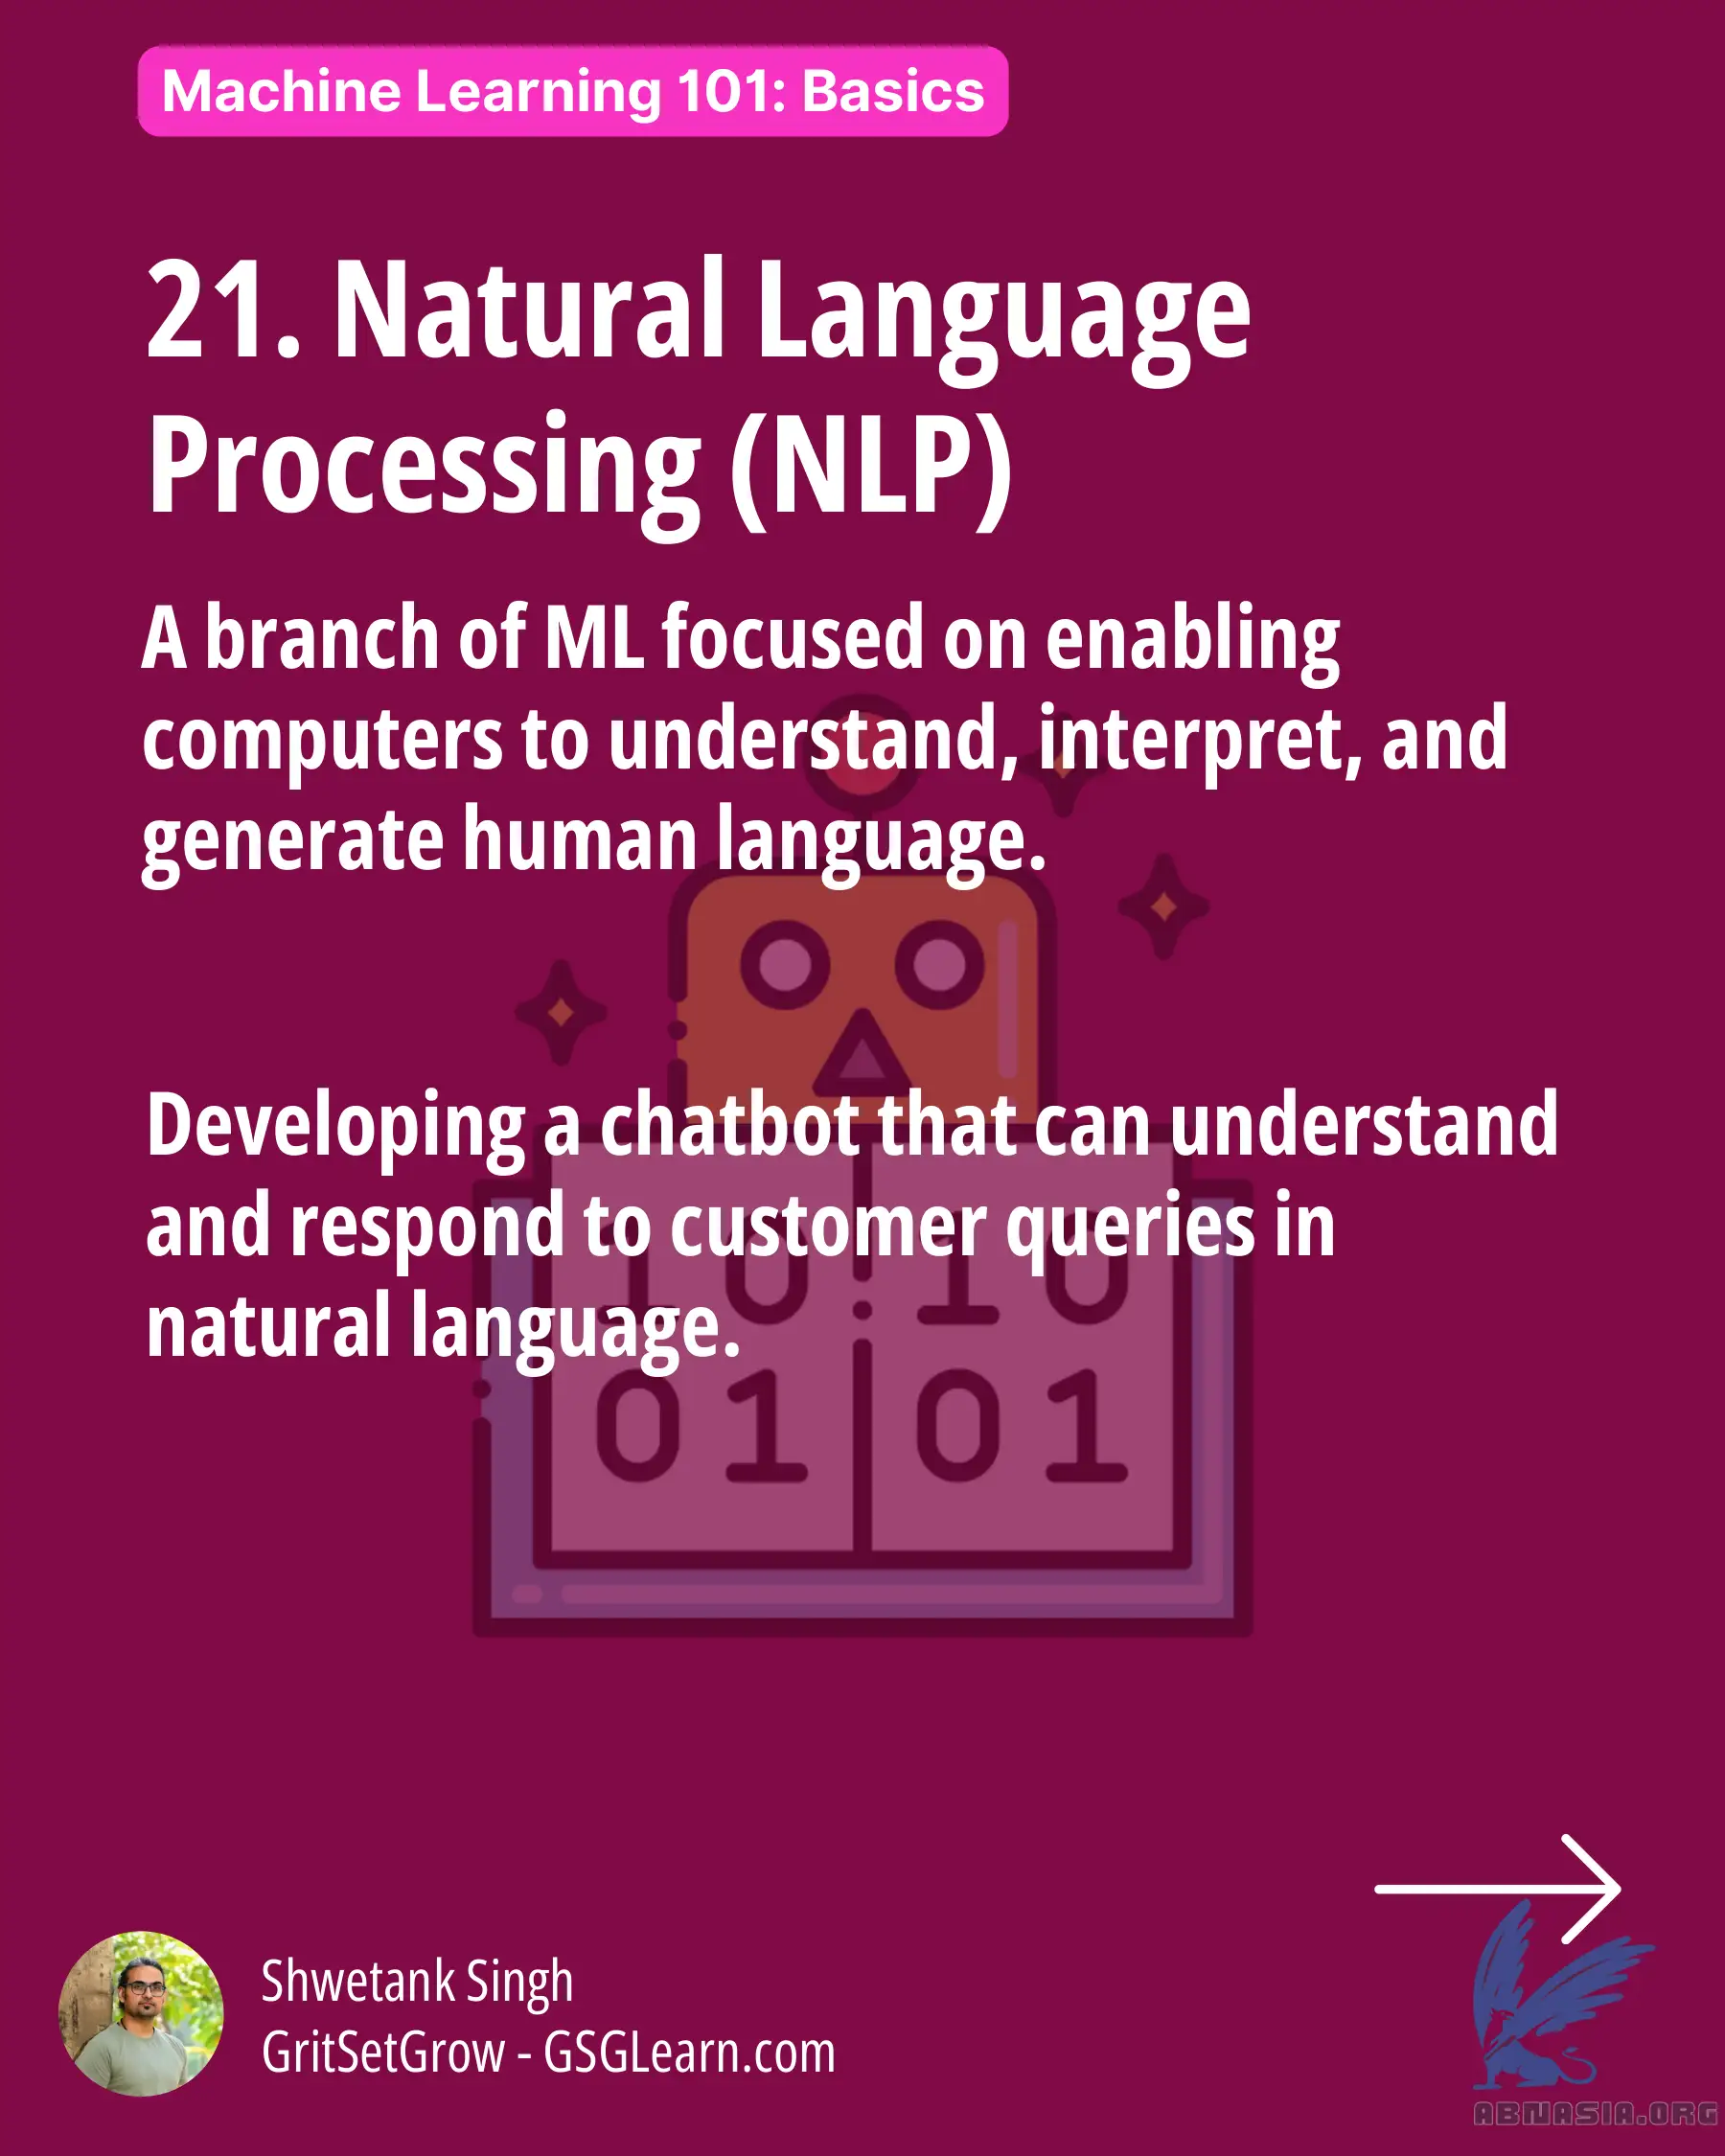 Machine Learning 101: Basics
21. Natural Language
Processing (NLP)
A branch of ML focused on enabling
computers to understand, interpret, and
generate human language.
Developing a chatbot that can understand
and respond to customer queries in
natural language.
10 10
01 01
Shwetank Singh
GritSetGrow - GSGLearn.com
ABNASIA.ORG